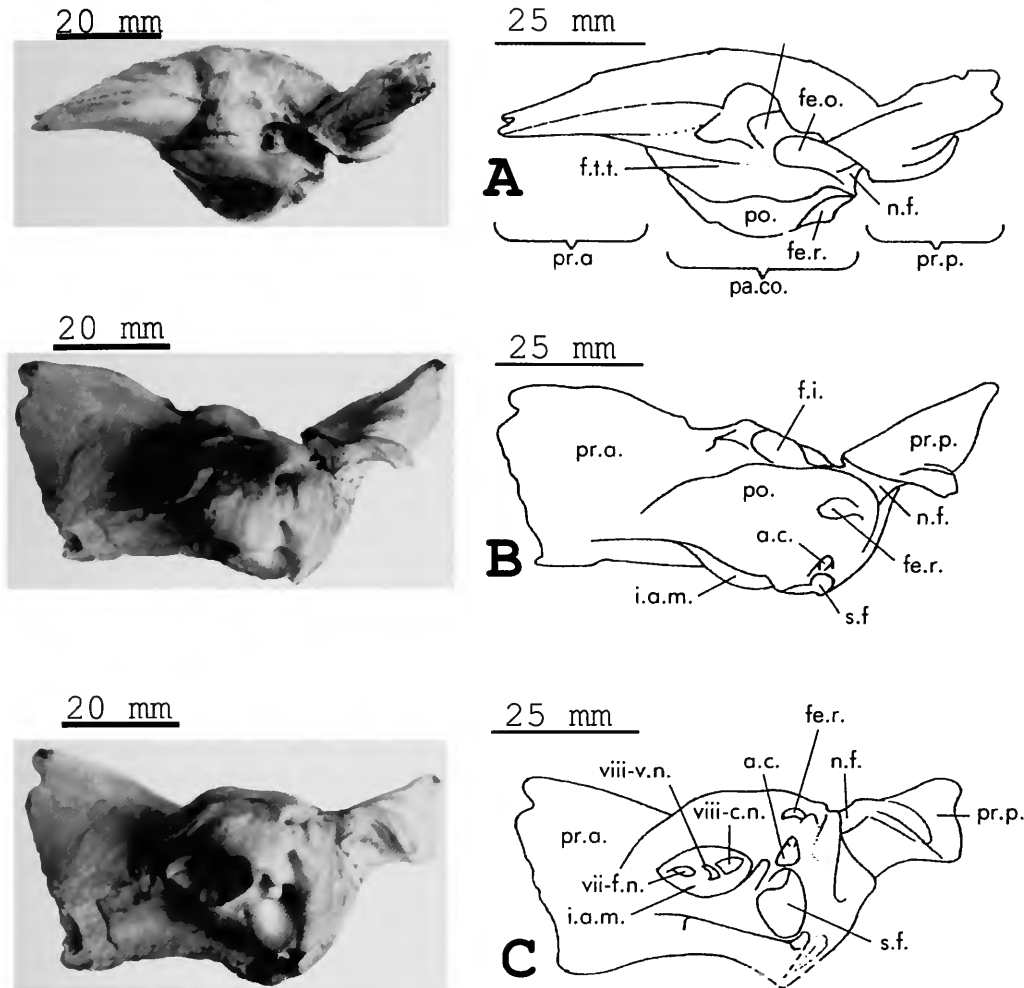 20 mm
25 mm
fe.o.
A
f.t.t.
n.f.
po.
fe.r.
pr.a
pr.p.
pa.co.
20 mm
25 mm
f.i.
pr.a.
pr.p.
po.
n.f.
a.c.
B
fe.r.
i.a.m.
s.f
20 mm
25 mm
fe.r.
a.c.
n.f.
viii-v.n.
viii-c.n.
pr.p.
pr.a.
vii-f.n.
i.a.m.
s.f.
C